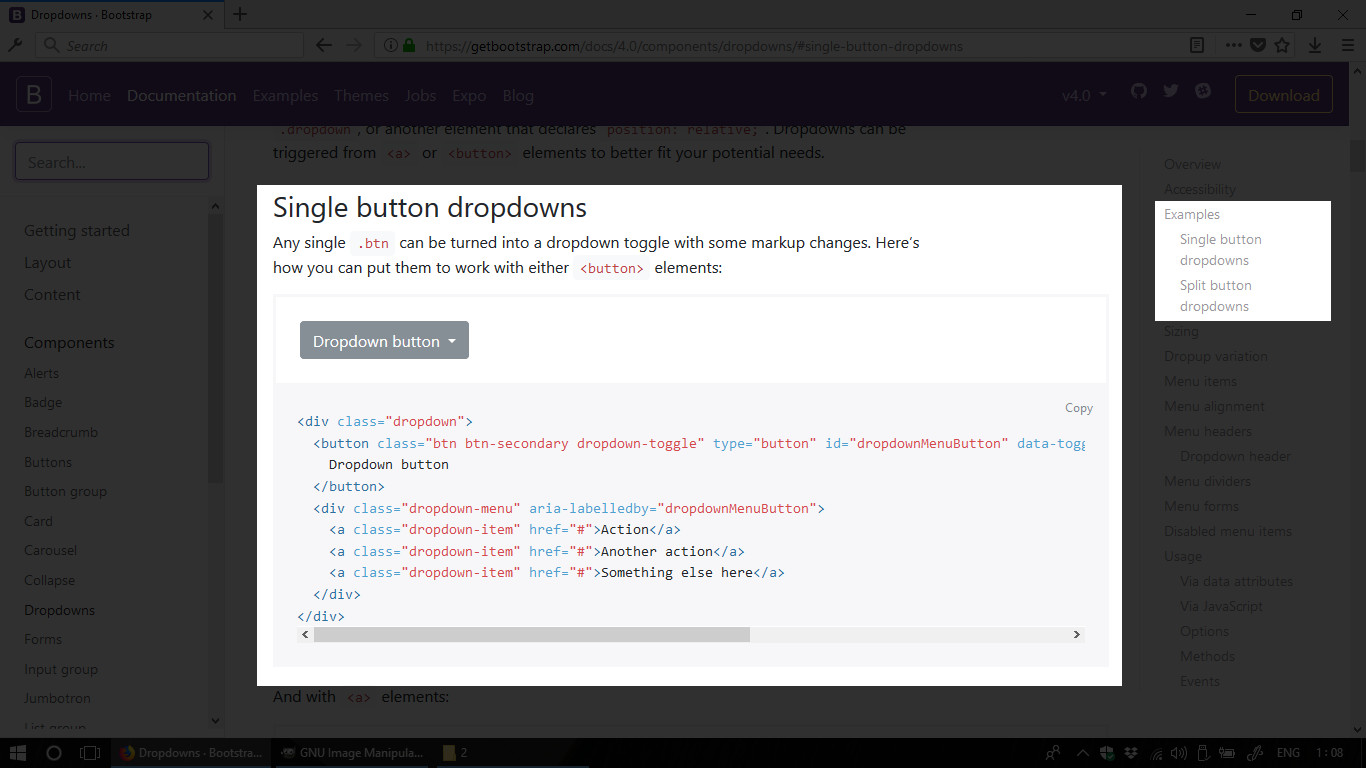 Dropdowns · Bootstrap
Search
https://getbootstrap.com/docs/4.0/components/dropdowns/#single-button-dropdowns
B
Home Documentation Examples Themes Jobs Expo Blog
v4.0
Download
Search...
Getting started
Layout
Content
Components
Alerts
Badge
Breadcrumb
Buttons
Button group
Card
Carousel
Collapse
Dropdowns
Forms
Input group
Jumbotron
List group
.dropdown, or another element that declares position: relative;. Dropdowns can be
triggered from <a> or <button> elements to better fit your potential needs.
Single button dropdowns
Any single .btn can be turned into a dropdown toggle with some markup changes. Here’s
how you can put them to work with either <button> elements:
Dropdown button
Copy
<div class="dropdown">
<button class="btn btn-secondary dropdown-toggle" type="button" id="dropdownMenuButton" data-togg
Dropdown button
</button>
<div class="dropdown-menu" aria-labelledby="dropdownMenuButton">
<a class="dropdown-item" href="#">Action</a>
<a class="dropdown-item" href="#">Another action</a>
<a class="dropdown-item" href="#">Something else here</a>
</div>
</div>
And with <a> elements:
Overview
Accessibility
Examples
Single button
dropdowns
Split button
dropdowns
Sizing
Dropup variation
Menu items
Menu alignment
Menu headers
Dropdown header
Menu dividers
Menu forms
Disabled menu items
Usage
Via data attributes
Via JavaScript
Options
Methods
Events
Dropdowns · Bootstra...
GNU Image Manipula...
2
ENG
1:08